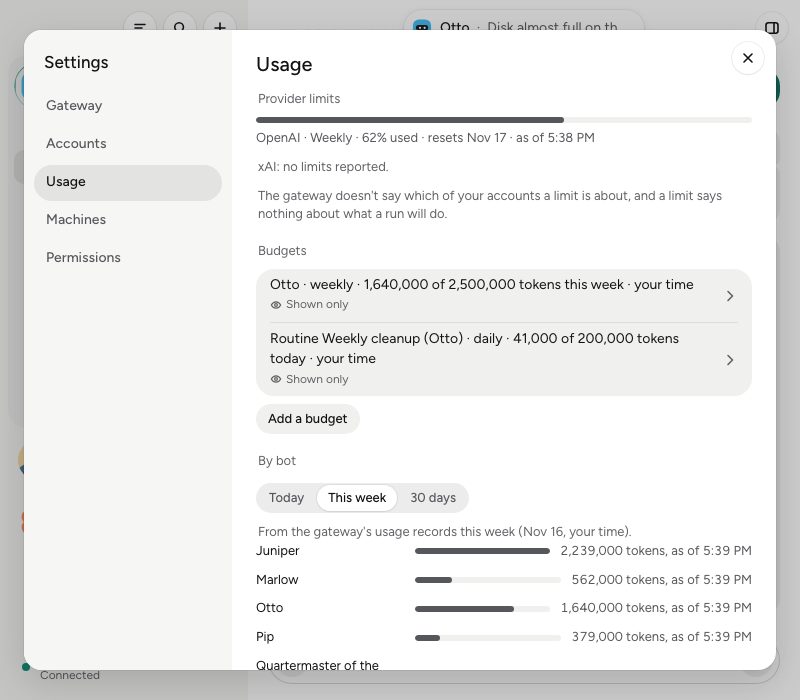 Otto · Disk almost full on th
Settings
Gateway
Accounts
Usage
Machines
Permissions
Usage
Provider limits
OpenAI · Weekly · 62% used · resets Nov 17 · as of 5:38 PM
xAI: no limits reported.
The gateway doesn't say which of your accounts a limit is about, and a limit says
nothing about what a run will do.
Budgets
Otto · weekly · 1,640,000 of 2,500,000 tokens this week · your time
Shown only
Routine Weekly cleanup (Otto) · daily · 41,000 of 200,000 tokens
today · your time
Shown only
Add a budget
By bot
Today This week 30 days
From the gateway's usage records this week (Nov 16, your time).
Juniper 2,239,000 tokens, as of 5:39 PM
Marlow 562,000 tokens, as of 5:39 PM
Otto 1,640,000 tokens, as of 5:39 PM
Pip 379,000 tokens, as of 5:39 PM
Quartermaster of the
Connected